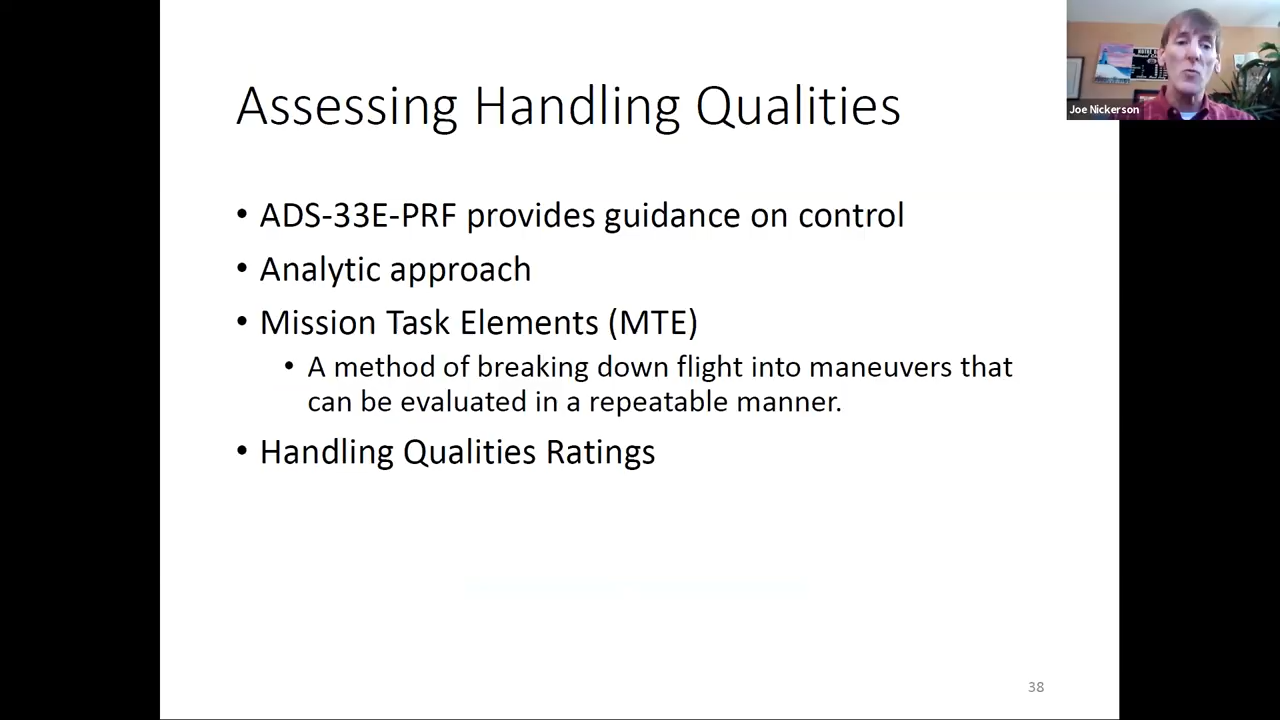 Assessing Handling Qualities
• ADS-33E-PRF provides guidance on control
• Analytic approach
• Mission Task Elements (MTE)
• A method of breaking down flight into maneuvers that
can be evaluated in a repeatable manner.
• Handling Qualities Ratings
38
Joe Nickerson